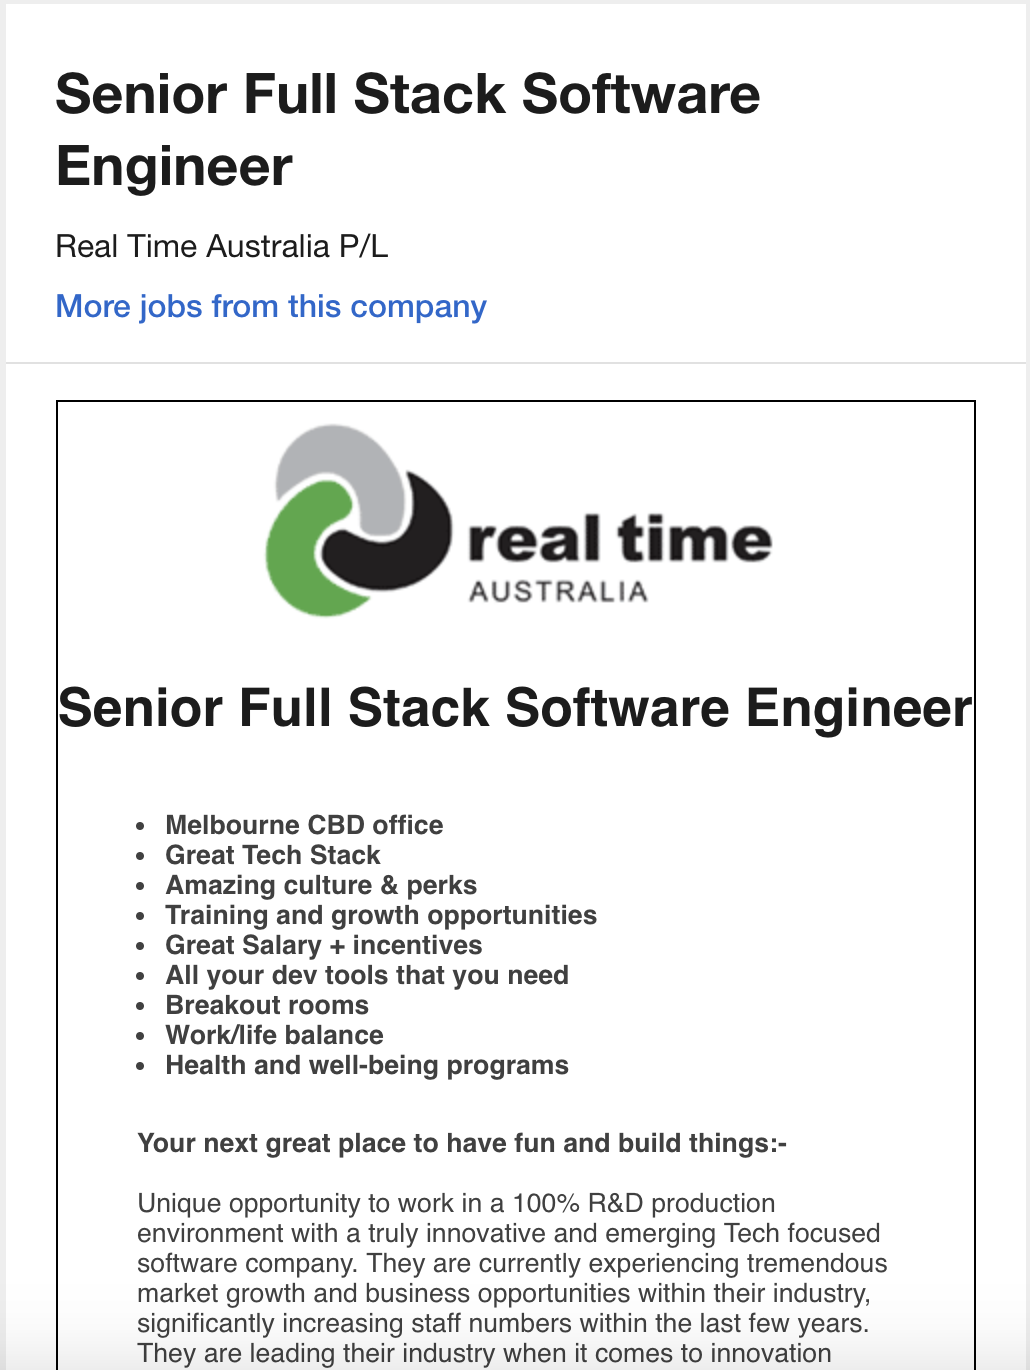 Senior Full Stack Software
Engineer
Real Time Australia P/L
More jobs from this company
real time
AUSTRALIA
Senior Full Stack Software Engineer
• Melbourne CBD office
• Great Tech Stack
• Amazing culture & perks
• Training and growth opportunities
• Great Salary + incentives
• All your dev tools that you need
• Breakout rooms
• Work/life balance
• Health and well-being programs
Your next great place to have fun and build things:-
Unique opportunity to work in a 100% R&D production
environment with a truly innovative and emerging Tech focused
software company. They are currently experiencing tremendous
market growth and business opportunities within their industry,
significantly increasing staff numbers within the last few years.
They are leading their industry when it comes to innovation